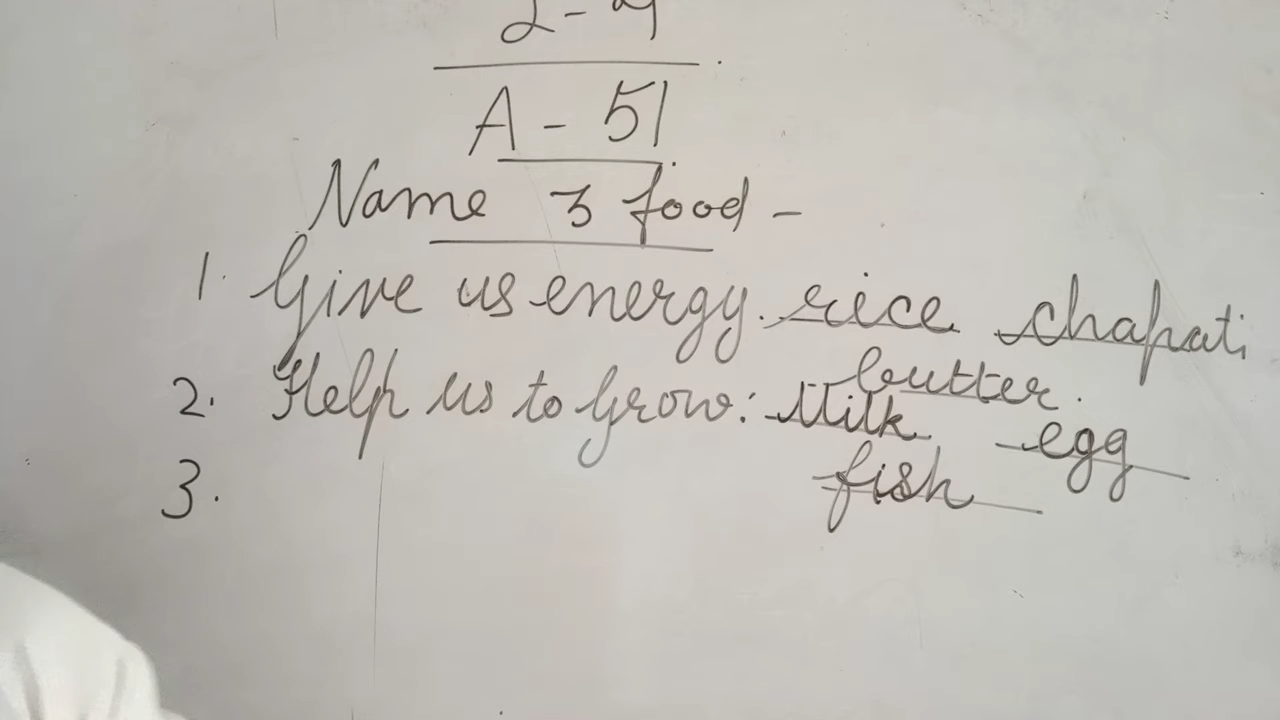 A - 51
Name 3 food -
1. Give us energy. rice chapati
butter.
2. Help us to Grow: Milk egg
fish
3.